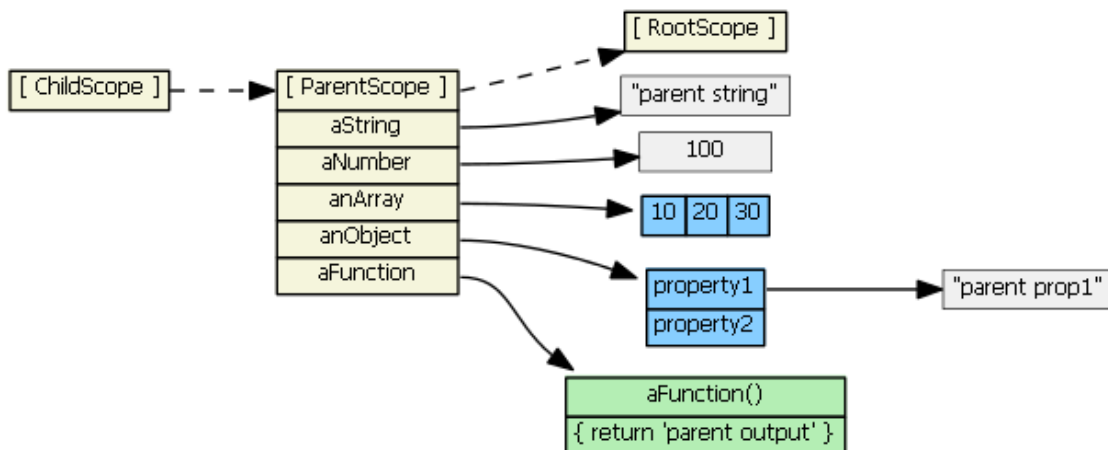 [ RootScope ]
[ ChildScope ]
[ ParentScope ]
"parent string"
aString
100
aNumber
anArray
10 20 30
anObject
aFunction
property1
"parent prop1"
property2
aFunction()
{ return 'parent output' }